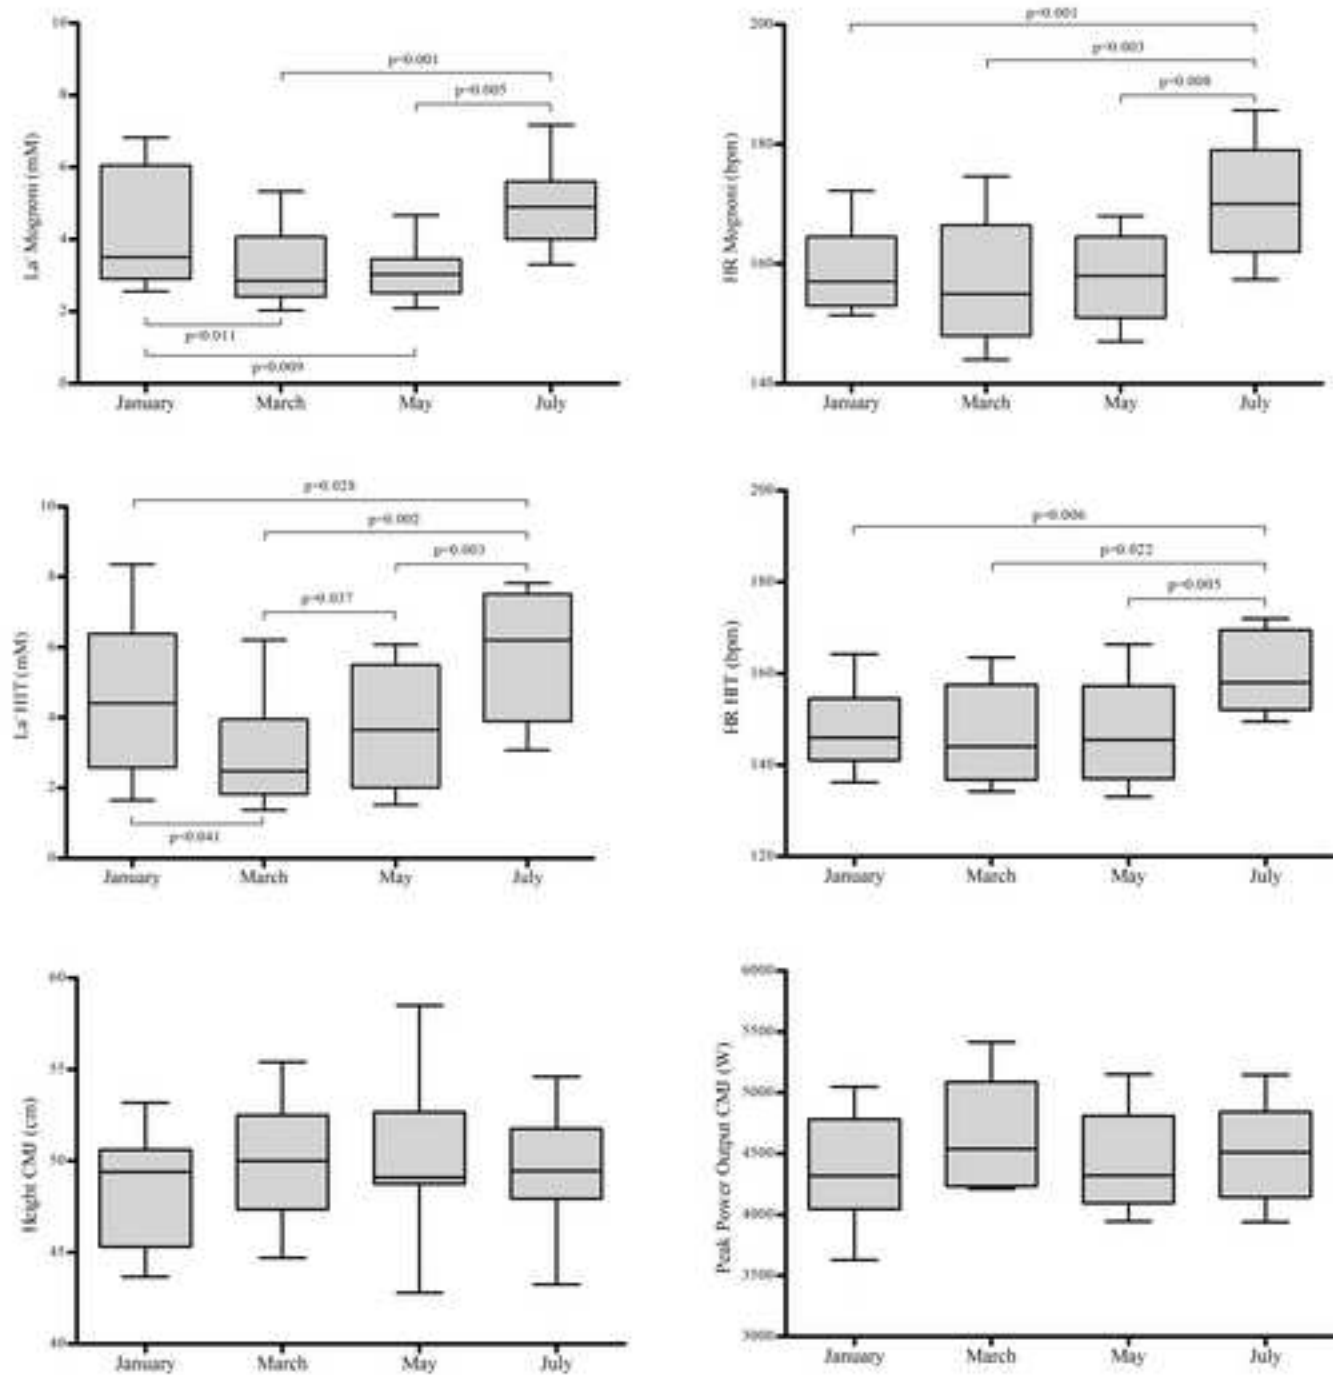 10
8
6
4
2
0
La⁻ Mognoni (mM)
p=0.001
p=0.005
p=0.011
p=0.009
January March May July
200
180
160
140
HR Mognoni (bpm)
p=0.001
p=0.003
p=0.000
January March May July
10
8
6
4
2
0
La⁻ HIT (mM)
p=0.028
p=0.002
p=0.003
p=0.037
p=0.041
January March May July
200
180
160
140
120
HR HIT (bpm)
p=0.006
p=0.022
p=0.005
January March May July
60
55
50
45
40
Height CMJ (cm)
January March May July
6000
5500
5000
4500
4000
3500
3000
Peak Power Output CMJ (W)
January March May July